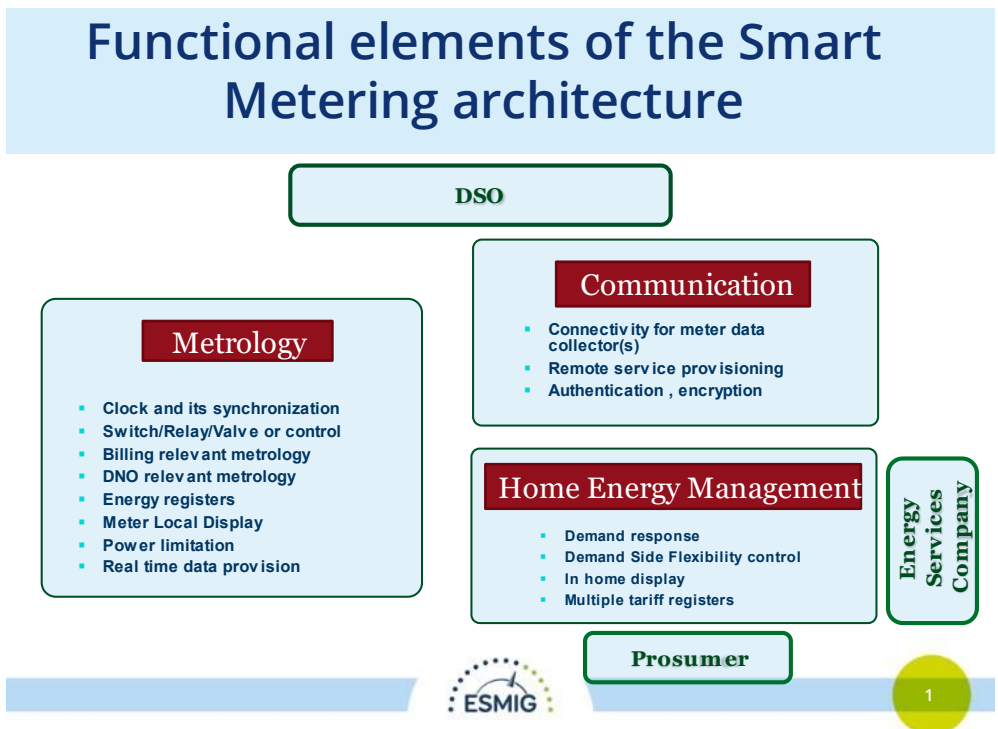 Functional elements of the Smart
Metering architecture
DSO
Metrology
Clock and its synchronization
Switch/Relay/Valve or control
Billing relevant metrology
DNO relevant metrology
Energy registers
Meter Local Display
Power limitation
Real time data provision
Communication
Connectivity for meter data
collector(s)
Remote service provisioning
Authentication , encryption
Home Energy Management
Demand response
Demand Side Flexibility control
In home display
Multiple tariff registers
Energy
Services
Company
Prosumer
ESMIG
1